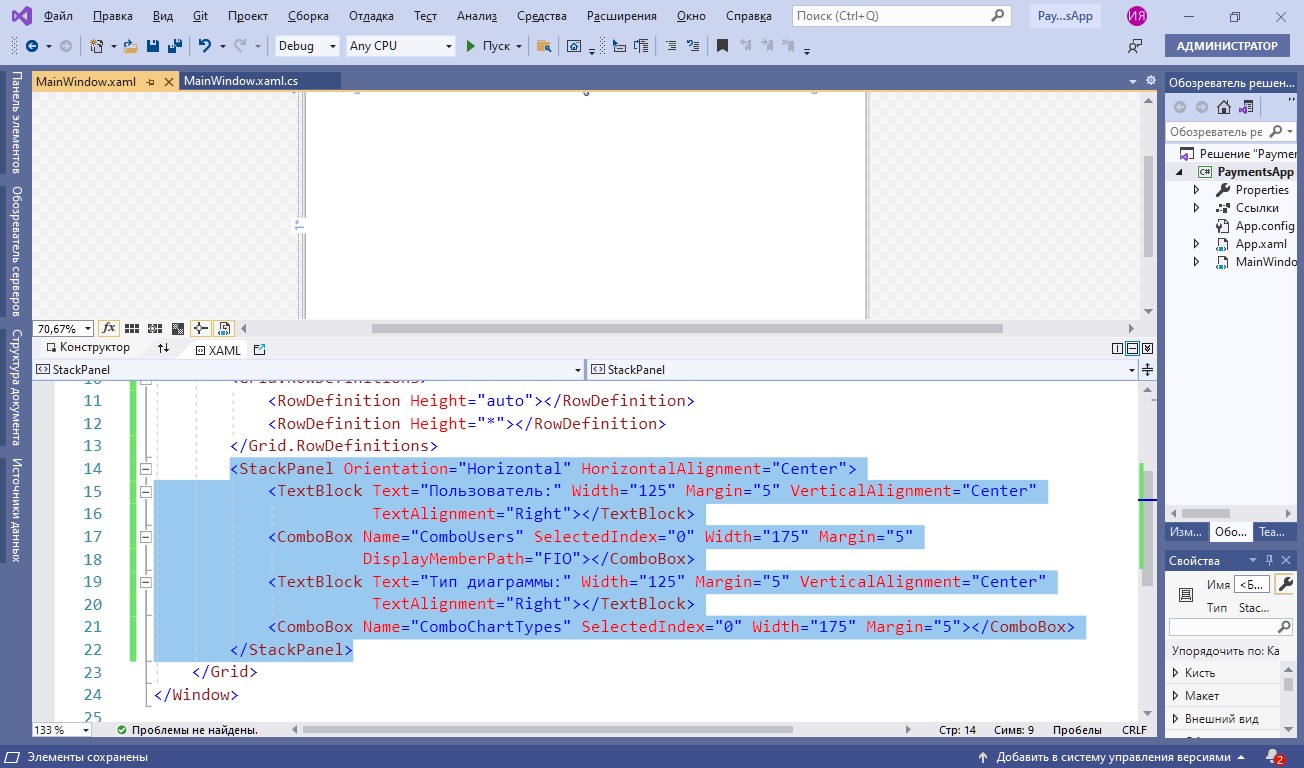 Файл Правка Вид Git Проект Сборка Отладка Тест Анализ Средства Расширения Окно Справка Поиск (Ctrl+Q) Pay...sApp ИЯ
Debug Any CPU Пуск АДМИНИСТРАТОР
Панель элементов
Обозреватель серверов
Структура документа
Источники данных
MainWindow.xaml MainWindow.xaml.cs
1*
70,67% fx
Конструктор XAML
StackPanel StackPanel
10 <Grid.RowDefinitions>
11 <RowDefinition Height="auto"></RowDefinition>
12 <RowDefinition Height="*"></RowDefinition>
13 </Grid.RowDefinitions>
14 <StackPanel Orientation="Horizontal" HorizontalAlignment="Center">
15 <TextBlock Text="Пользователь:" Width="125" Margin="5" VerticalAlignment="Center"
16 TextAlignment="Right"></TextBlock>
17 <ComboBox Name="ComboUsers" SelectedIndex="0" Width="175" Margin="5"
18 DisplayMemberPath="FIO"></ComboBox>
19 <TextBlock Text="Тип диаграммы:" Width="125" Margin="5" VerticalAlignment="Center"
20 TextAlignment="Right"></TextBlock>
21 <ComboBox Name="ComboChartTypes" SelectedIndex="0" Width="175" Margin="5"></ComboBox>
22 </StackPanel>
23 </Grid>
24 </Window>
25
133 % Проблемы не найдены. Стр: 14 Симв: 9 Пробелы CRLF
Обозреватель решен...
Обозреватель ре
Решение "Paymen
C# PaymentsApp
Properties
Ссылки
App.config
App.xaml
MainWindo
Изм... Обо... Tea...
Свойства
Имя <Б...
Тип Stac...
Упорядочить по: Ка
Кисть
Макет
Внешний вид
Элементы сохранены Добавить в систему управления версиями 2